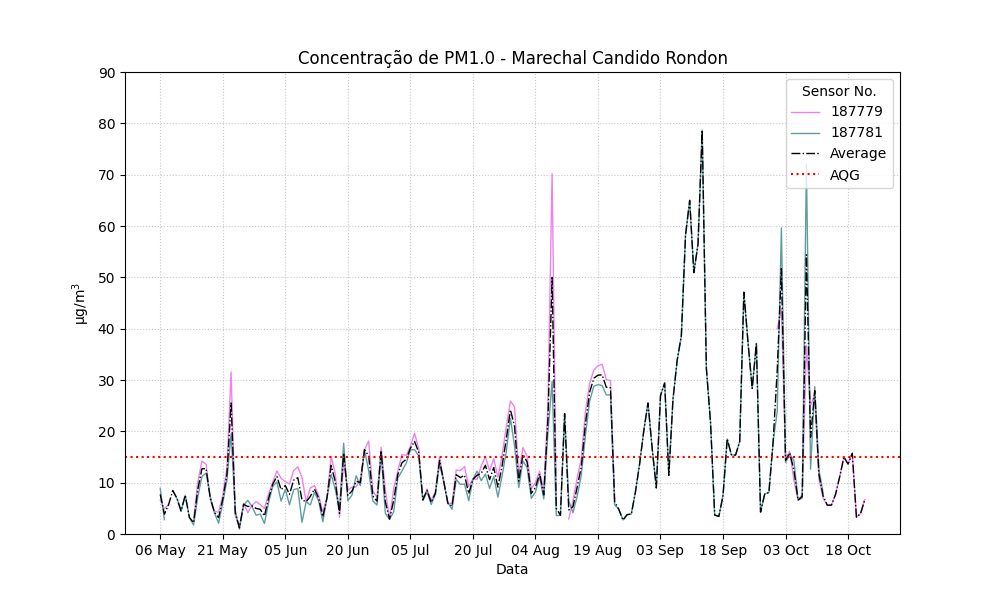 Concentração de PM1.0 - Marechal Candido Rondon
90
80
70
60
50
40
30
20
10
0
µg/m³
Sensor No.
187779
187781
Average
AQG
06 May 21 May 05 Jun 20 Jun 05 Jul 20 Jul 04 Aug 19 Aug 03 Sep 18 Sep 03 Oct 18 Oct
Data